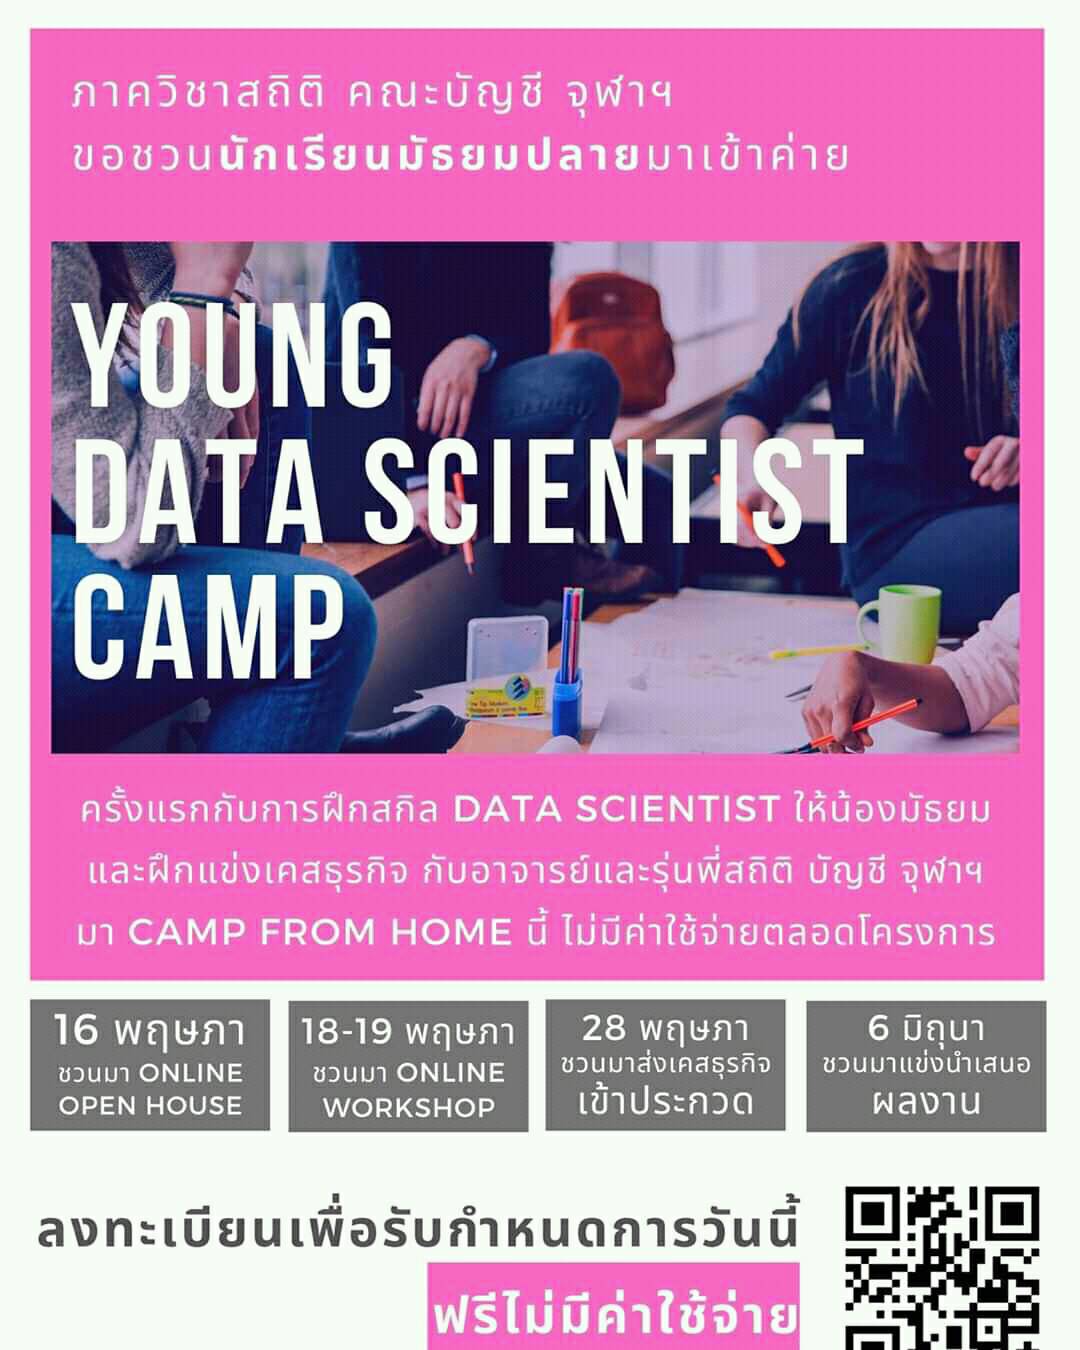 ภาควิชาสถิติ คณะบัญชี จุฬาฯ
ขอชวนนักเรียนมัธยมปลายมาเข้าค่าย
YOUNG
DATA SCIENTIST
CAMP
ครั้งแรกกับการฝึกสกิล DATA SCIENTIST ให้น้องมัธยม
และฝึกแข่งเคสธุรกิจ กับอาจารย์และรุ่นพี่สถิติ บัญชี จุฬาฯ
มา CAMP FROM HOME นี้ ไม่มีค่าใช้จ่ายตลอดโครงการ
16 พฤษภา
ชวนมา ONLINE
OPEN HOUSE
18-19 พฤษภา
ชวนมา ONLINE
WORKSHOP
28 พฤษภา
ชวนมาส่งเคสธุรกิจ
เข้าประกวด
6 มิถุนา
ชวนมาแข่งนำเสนอ
ผลงาน
ลงทะเบียนเพื่อรับกำหนดการวันนี้
ฟรีไม่มีค่าใช้จ่าย